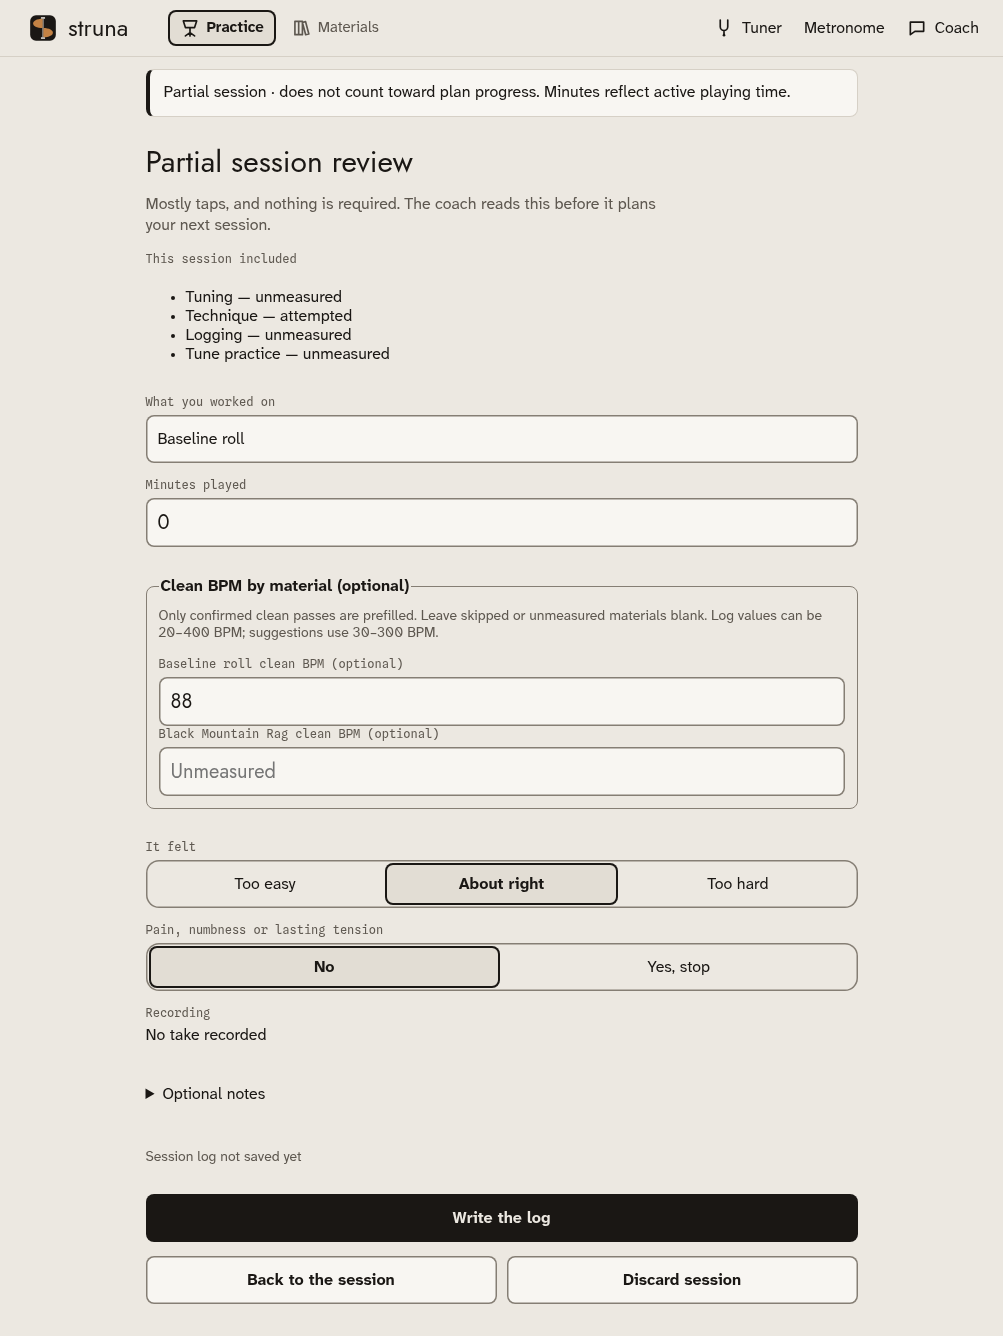 struna
Practice
Materials
Tuner
Metronome
Coach
Partial session · does not count toward plan progress. Minutes reflect active playing time.
Partial session review
Mostly taps, and nothing is required. The coach reads this before it plans
your next session.
This session included
• Tuning — unmeasured
• Technique — attempted
• Logging — unmeasured
• Tune practice — unmeasured
What you worked on
Baseline roll
Minutes played
0
Clean BPM by material (optional)
Only confirmed clean passes are prefilled. Leave skipped or unmeasured materials blank. Log values can be
20–400 BPM; suggestions use 30–300 BPM.
Baseline roll clean BPM (optional)
88
Black Mountain Rag clean BPM (optional)
Unmeasured
It felt
Too easy
About right
Too hard
Pain, numbness or lasting tension
No
Yes, stop
Recording
No take recorded
Optional notes
Session log not saved yet
Write the log
Back to the session
Discard session